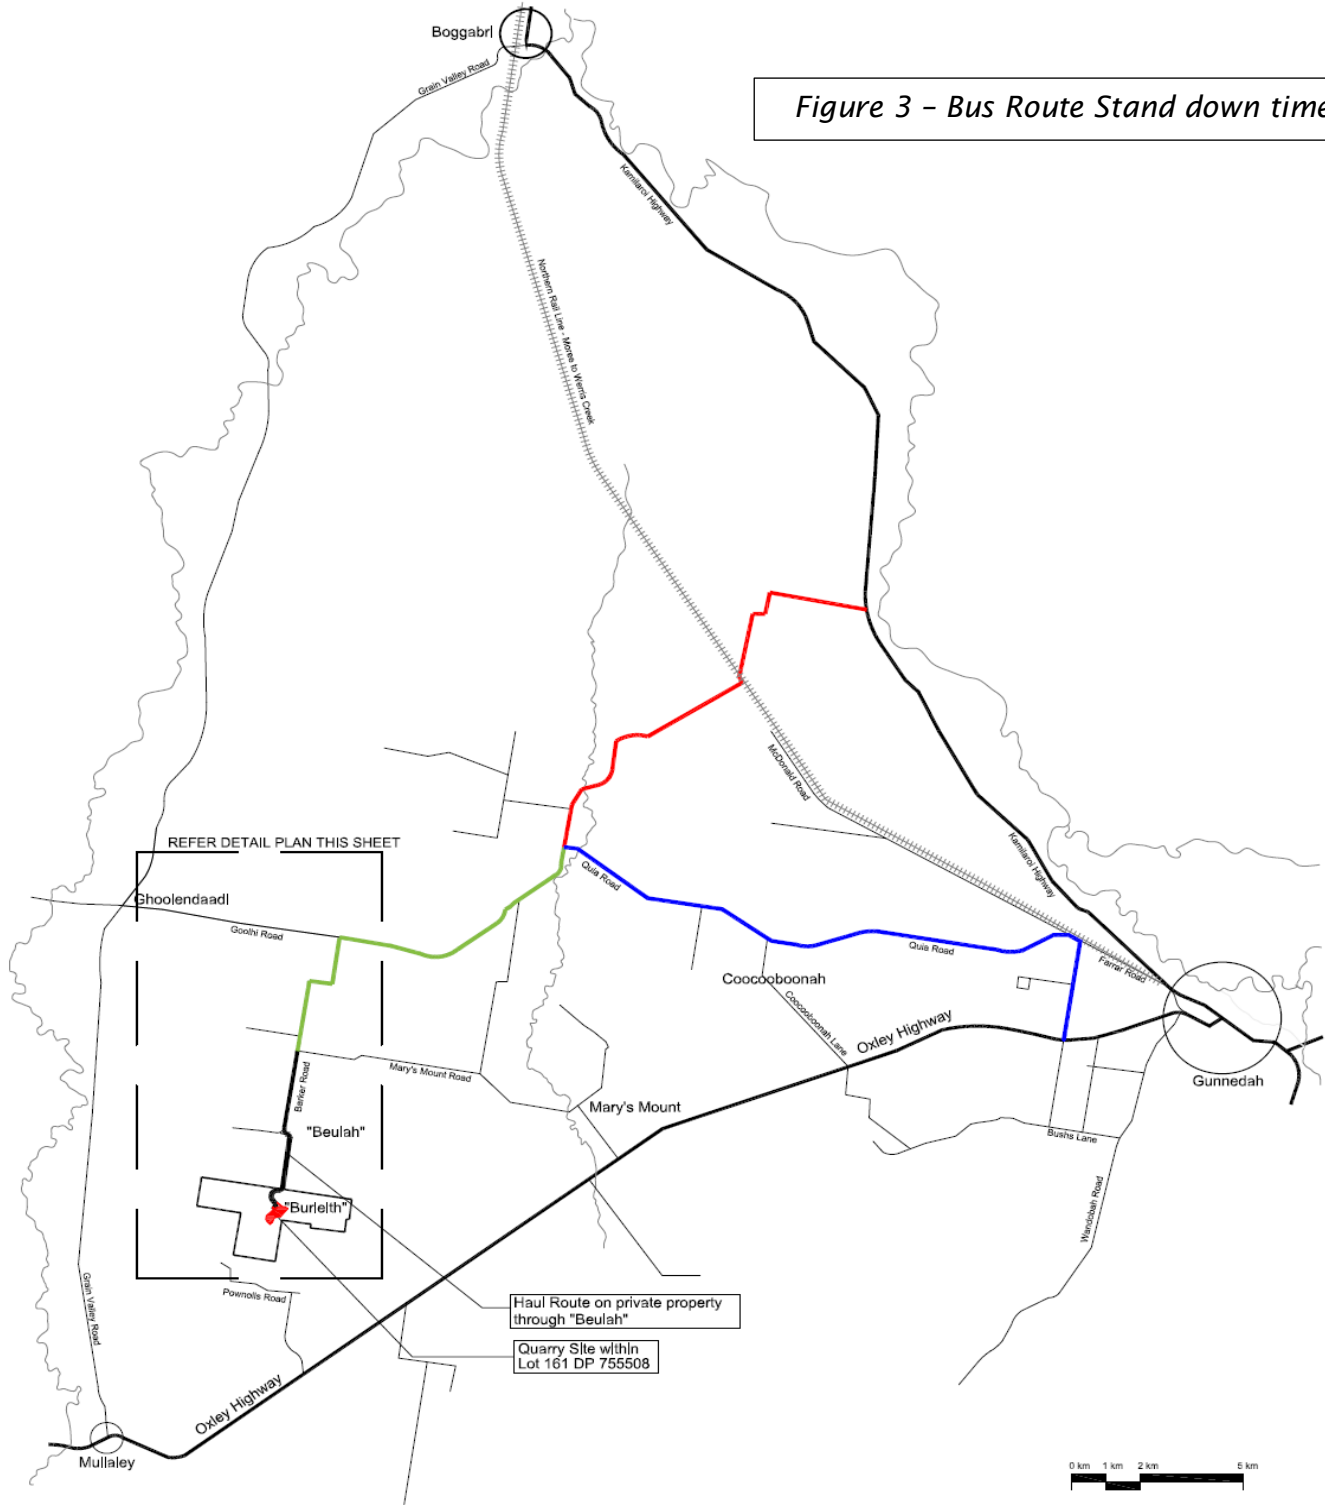 Boggabri
Grain Valley Road
Figure 3 – Bus Route Stand down time
Kamilaroi Highway
Northern Rail Line - Moree to Werris Creek
McDonald Road
REFER DETAIL PLAN THIS SHEET
Kamilaroi Highway
Ghoolendaadl
Goolhi Road
Quia Road
Quia Road
Farrar Road
Coocooboonah
Coocooboonah Lane
Oxley Highway
Gunnedah
Barker Road
Mary's Mount Road
Mary's Mount
"Beulah"
Bushs Lane
Wandobah Road
"Burleith"
Grain Valley Road
Pownolls Road
Haul Route on private property
through "Beulah"
Quarry Site within
Lot 161 DP 755508
Oxley Highway
Mullaley
0 km 1 km 2 km 5 km